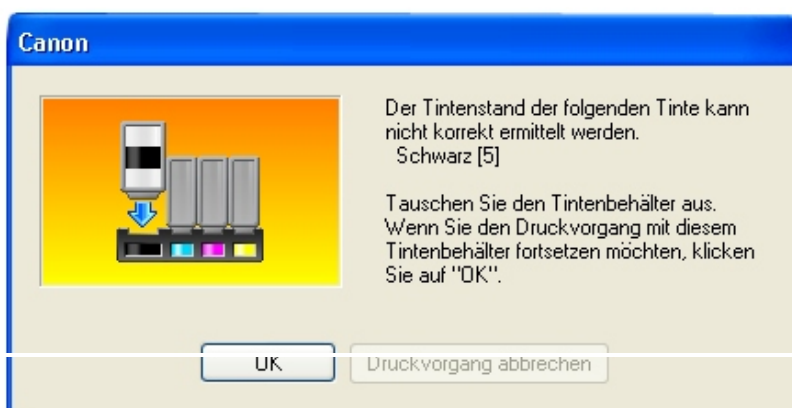 Canon
Der Tintenstand der folgenden Tinte kann
nicht korrekt ermittelt werden.
Schwarz [5]
Tauschen Sie den Tintenbehälter aus.
Wenn Sie den Druckvorgang mit diesem
Tintenbehälter fortsetzen möchten, klicken
Sie auf "OK".
OK
Druckvorgang abbrechen